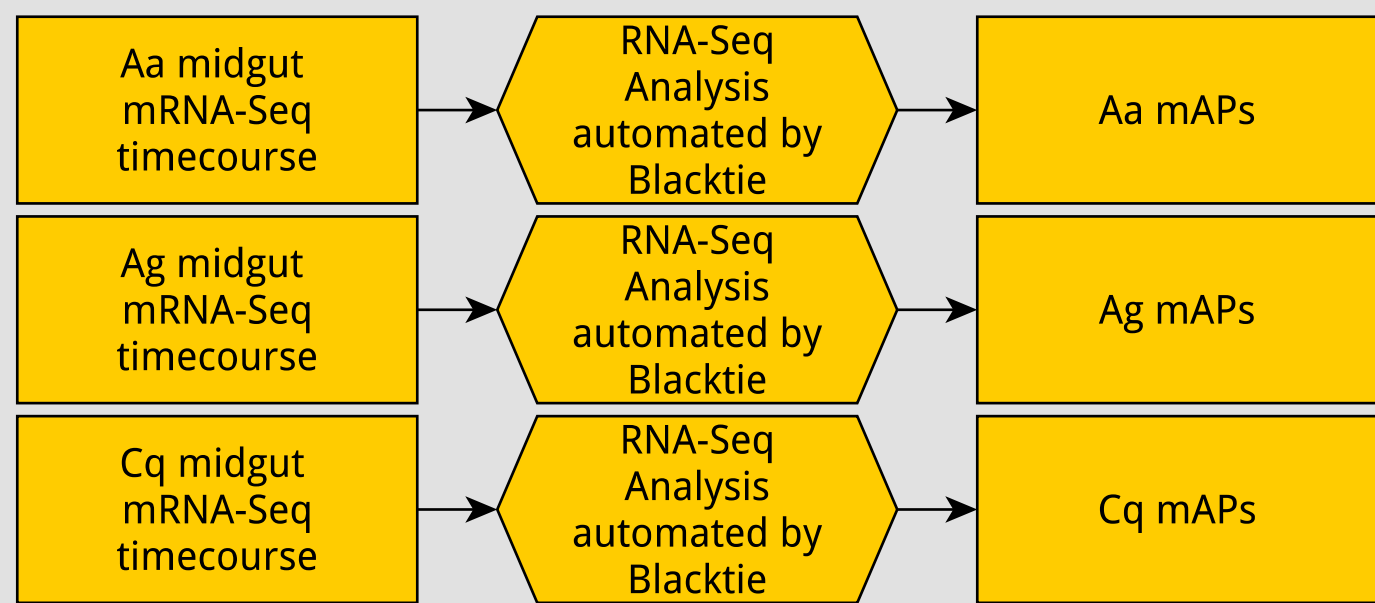 Aa midgut
mRNA-Seq
timecourse
RNA-Seq
Analysis
automated by
Blacktie
Aa mAPs
Ag midgut
mRNA-Seq
timecourse
RNA-Seq
Analysis
automated by
Blacktie
Ag mAPs
Cq midgut
mRNA-Seq
timecourse
RNA-Seq
Analysis
automated by
Blacktie
Cq mAPs